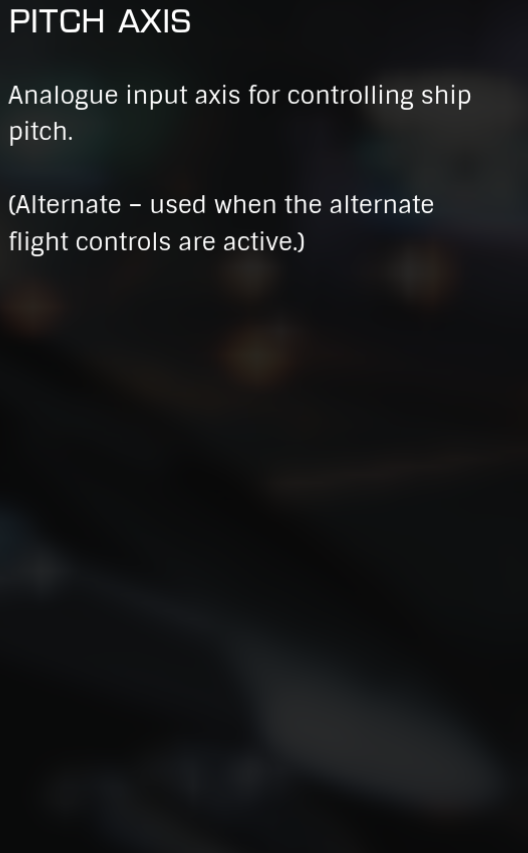 PITCH AXIS
Analogue input axis for controlling ship
pitch.
(Alternate – used when the alternate
flight controls are active.)